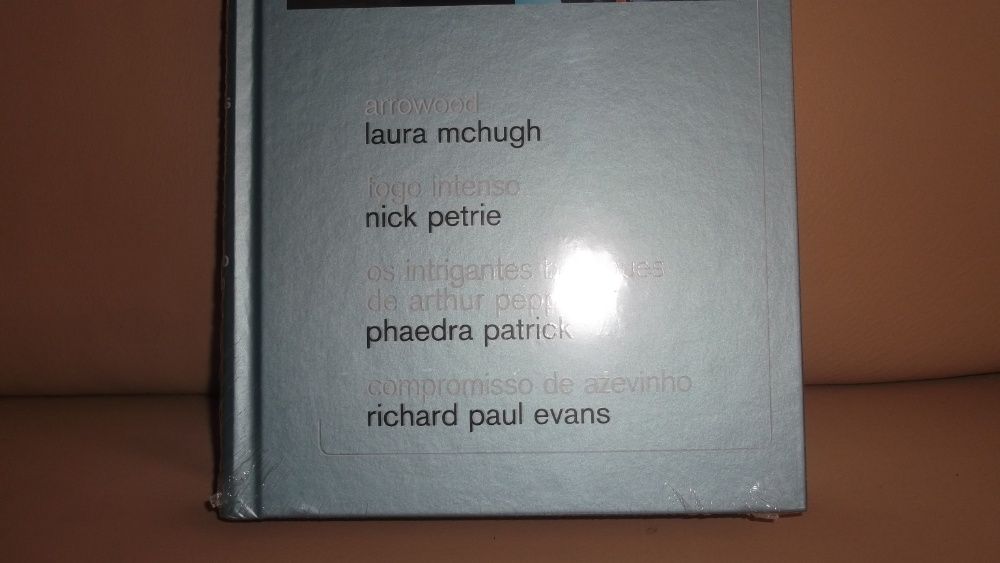 arrowood
laura mchugh
fogo intenso
nick petrie
os intrigantes
de arthur
phaedra patrick
compromisso de azevinho
richard paul evans